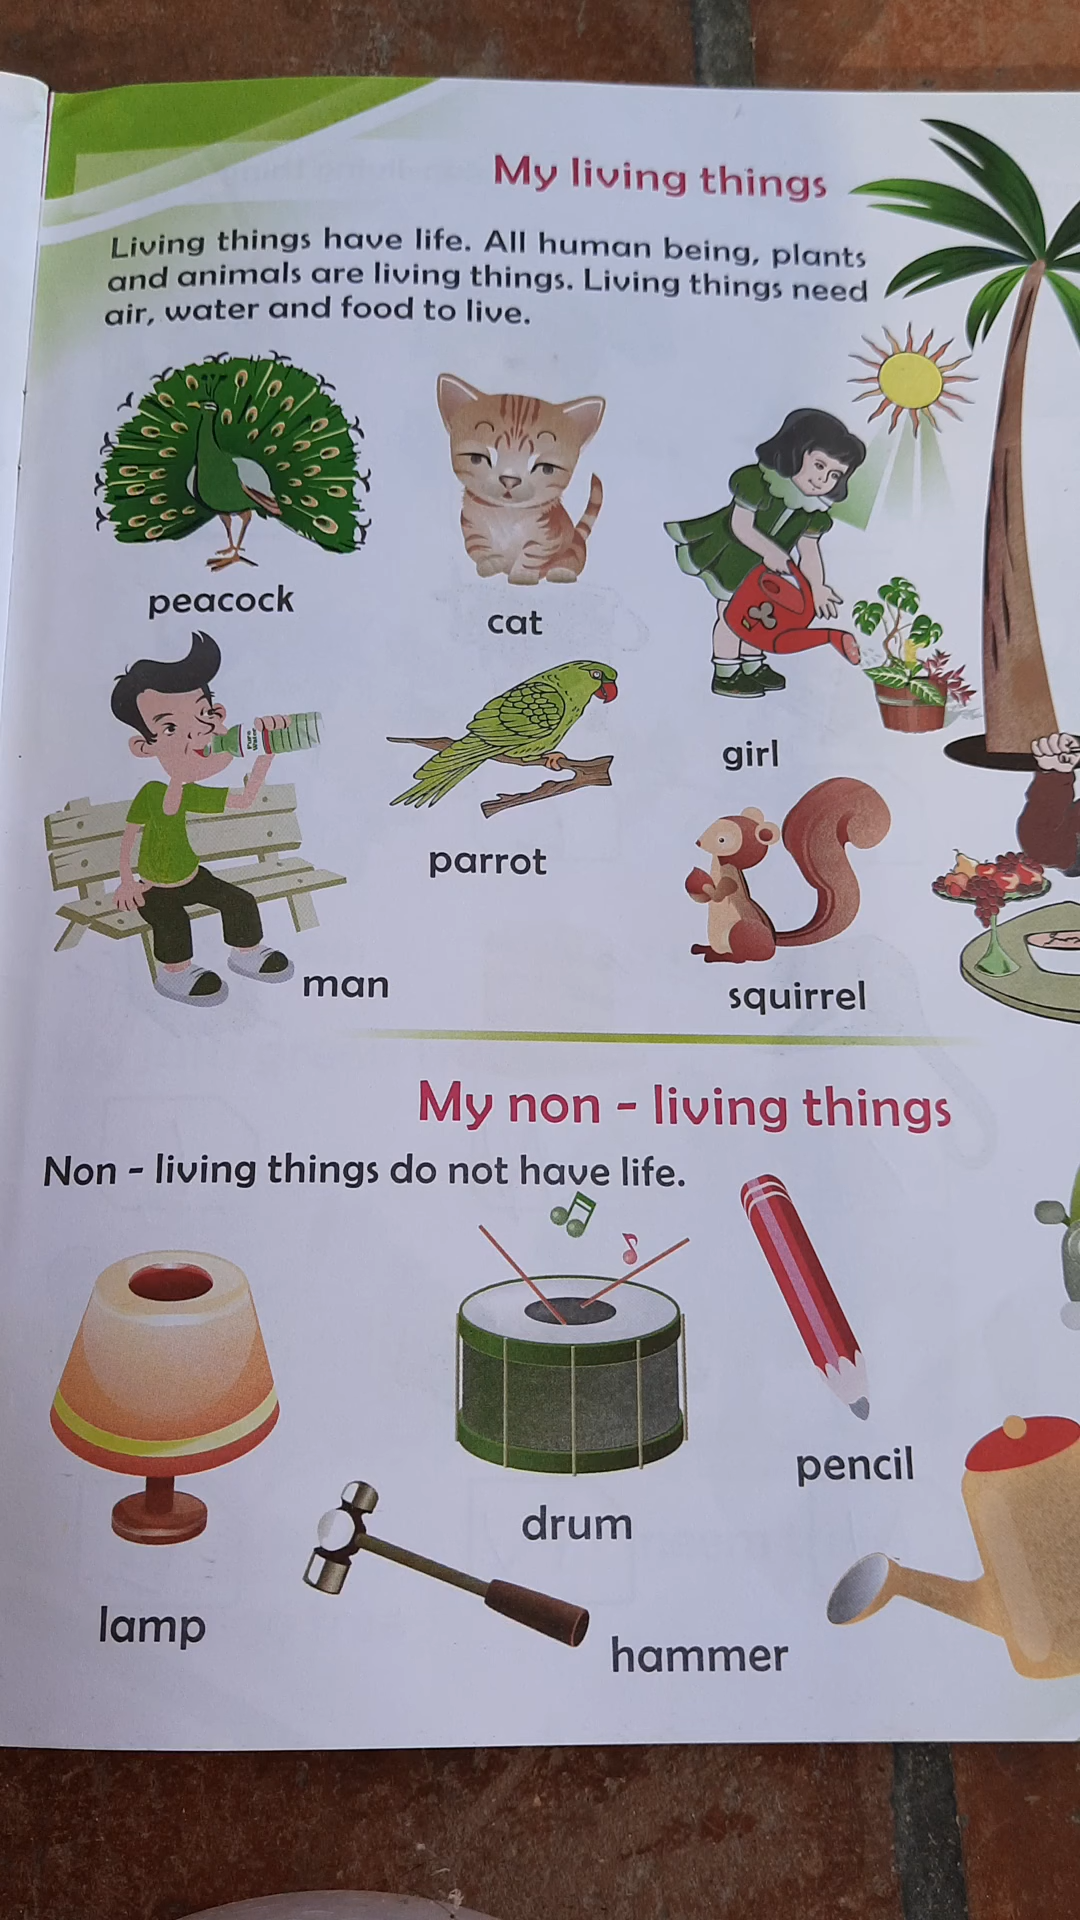 My living things
Living things have life. All human being, plants
and animals are living things. Living things need
air, water and food to live.
peacock
cat
girl
Pure
Water
parrot
man
squirrel
My non - living things
Non - living things do not have life.
pencil
drum
lamp
hammer